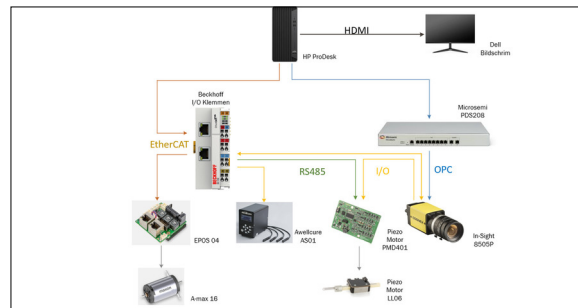 HDMI
HP ProDesk
Dell
Bildschrim
Beckhoff
I/O Klemmen
Microsemi
PDS208
EtherCAT
BECKHOFF
RS485
I/O
OPC
EPOS 04
Awellcure
AS01
Piezo
Motor
PMD401
In-Sight
8505P
A-max 16
Piezo
Motor
LL06